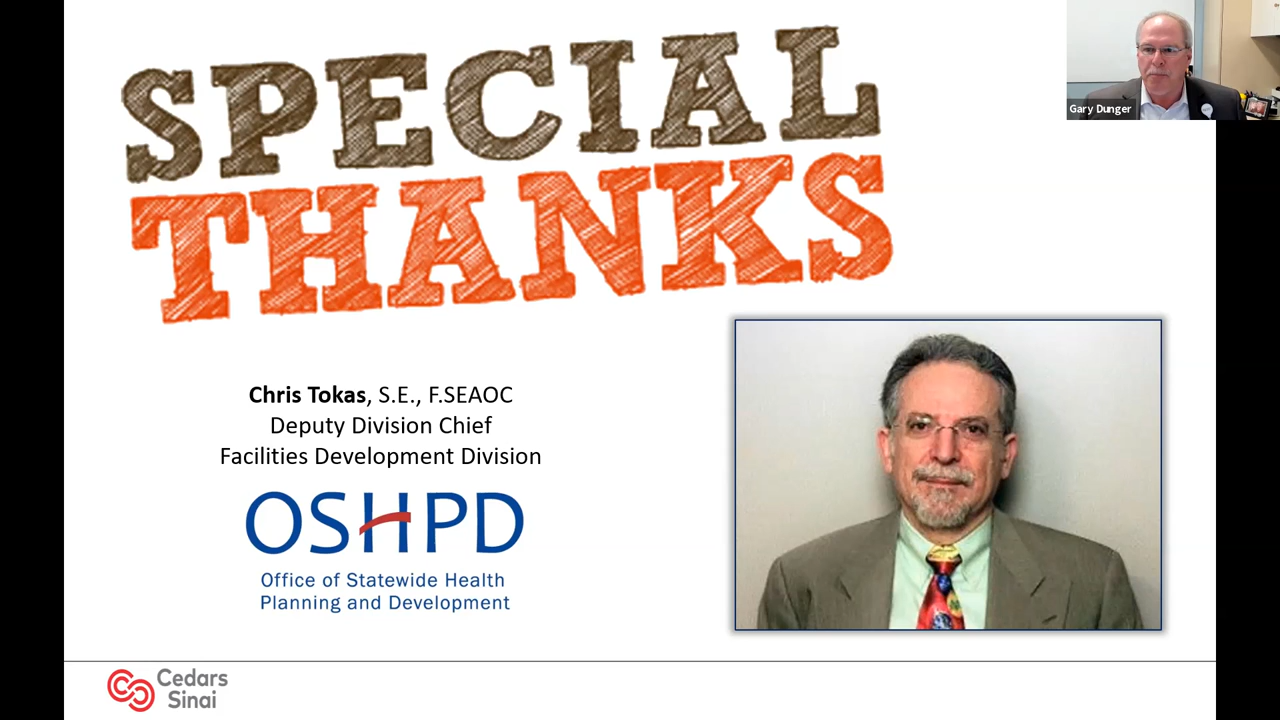 SPECIAL
THANKS
Gary Dunger
Chris Tokas, S.E., F.SEAOC
Deputy Division Chief
Facilities Development Division
OSHPD
Office of Statewide Health
Planning and Development
Cedars
Sinai